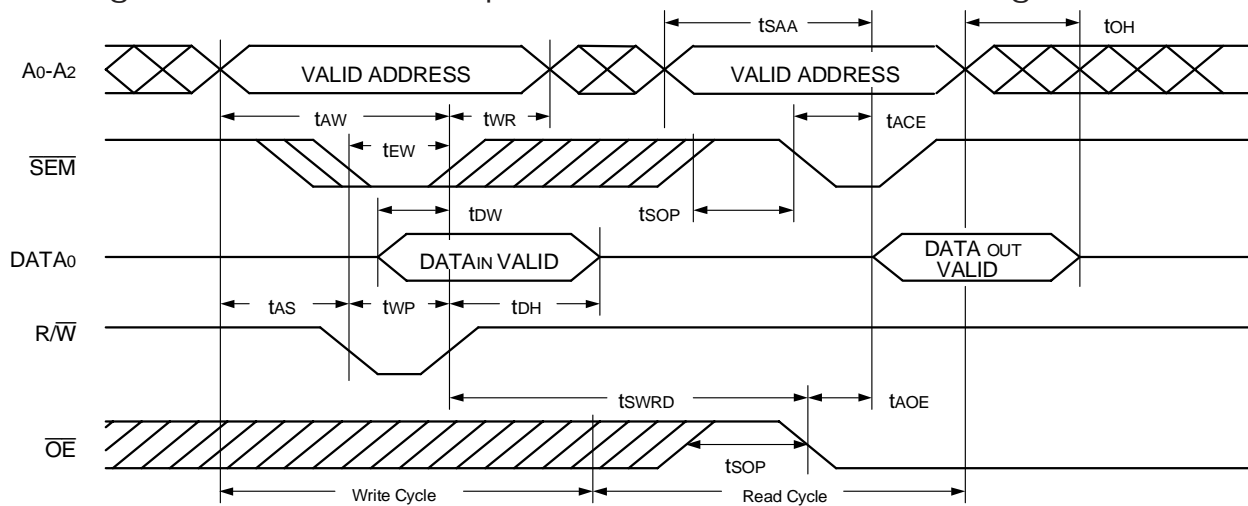 tSAA
tOH
A0-A2
VALID ADDRESS
VALID ADDRESS
tAW
tWR
tACE
tEW
SEM
tDW
tSOP
DATA0
DATAIN VALID
DATA OUT
VALID
tAS
tWP
tDH
R/W
tSWRD
tAOE
OE
tSOP
Write Cycle
Read Cycle